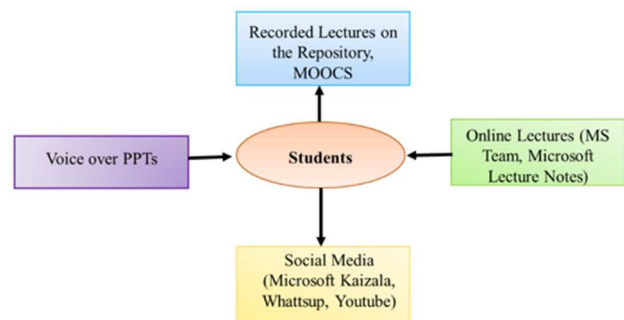 Recorded Lectures on
the Repository,
MOOCS
Voice over PPTs
Students
Online Lectures (MS
Team, Microsoft
Lecture Notes)
Social Media
(Microsoft Kaizala,
Whattsup, Youtube)